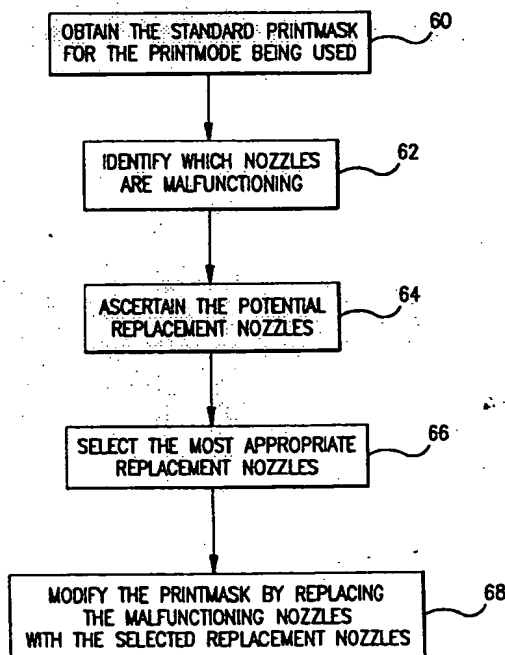 OBTAIN THE STANDARD PRINTMASK
FOR THE PRINTMODE BEING USED
60
IDENTIFY WHICH NOZZLES
ARE MALFUNCTIONING
62
ASCERTAIN THE POTENTIAL
REPLACEMENT NOZZLES
64
SELECT THE MOST APPROPRIATE
REPLACEMENT NOZZLES
66
MODIFY THE PRINTMASK BY REPLACING
THE MALFUNCTIONING NOZZLES
WITH THE SELECTED REPLACEMENT NOZZLES
68